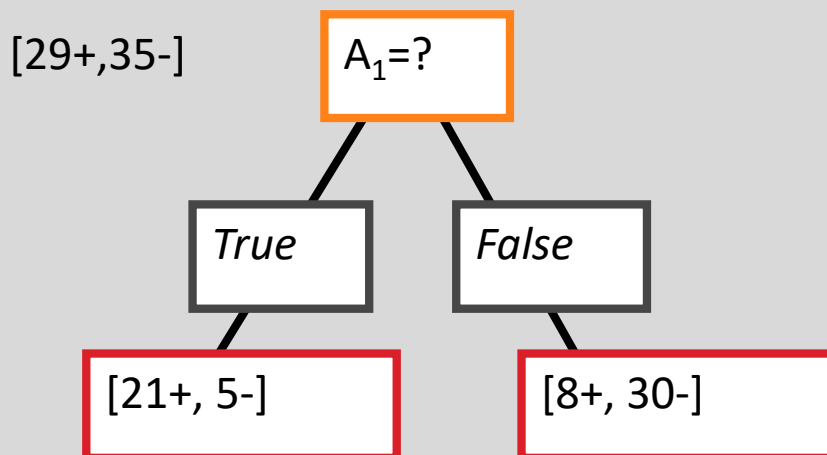 [29+,35-]
A₁=?
True
False
[21+, 5-]
[8+, 30-]